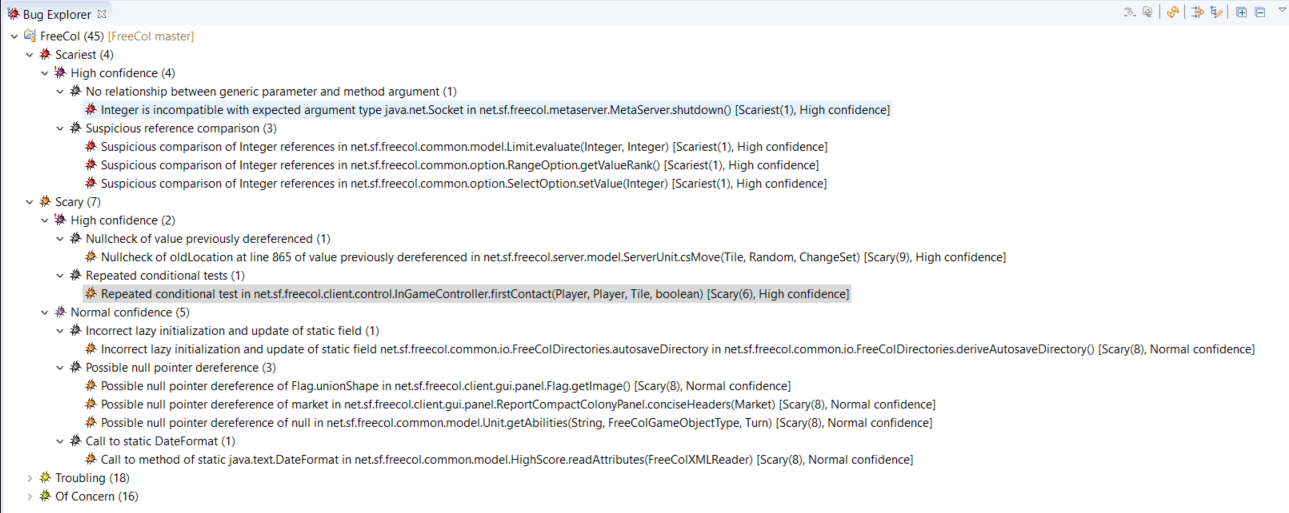 Bug Explorer
FreeCol (45) [FreeCol master]
Scariest (4)
High confidence (4)
No relationship between generic parameter and method argument (1)
Integer is incompatible with expected argument type java.net.Socket in net.sf.freecol.metaserver.MetaServer.shutdown() [Scariest(1), High confidence]
Suspicious reference comparison (3)
Suspicious comparison of Integer references in net.sf.freecol.common.model.Limit.evaluate(Integer, Integer) [Scariest(1), High confidence]
Suspicious comparison of Integer references in net.sf.freecol.common.option.RangeOption.getValueRank() [Scariest(1), High confidence]
Suspicious comparison of Integer references in net.sf.freecol.common.option.SelectOption.setValue(Integer) [Scariest(1), High confidence]
Scary (7)
High confidence (2)
Nullcheck of value previously dereferenced (1)
Nullcheck of oldLocation at line 865 of value previously dereferenced in net.sf.freecol.server.model.ServerUnit.csMove(Tile, Random, ChangeSet) [Scary(9), High confidence]
Repeated conditional tests (1)
Repeated conditional test in net.sf.freecol.client.control.InGameController.firstContact(Player, Player, Tile, boolean) [Scary(6), High confidence]
Normal confidence (5)
Incorrect lazy initialization and update of static field (1)
Incorrect lazy initialization and update of static field net.sf.freecol.common.io.FreeColDirectories.autosaveDirectory in net.sf.freecol.common.io.FreeColDirectories.deriveAutosaveDirectory() [Scary(8), Normal confidence]
Possible null pointer dereference (3)
Possible null pointer dereference of Flag.unionShape in net.sf.freecol.client.gui.panel.Flag.getImage() [Scary(8), Normal confidence]
Possible null pointer dereference of market in net.sf.freecol.client.gui.panel.ReportCompactColonyPanel.conciseHeaders(Market) [Scary(8), Normal confidence]
Possible null pointer dereference of null in net.sf.freecol.common.model.Unit.getAbilities(String, FreeColGameObjectType, Turn) [Scary(8), Normal confidence]
Call to static DateFormat (1)
Call to method of static java.text.DateFormat in net.sf.freecol.common.model.HighScore.readAttributes(FreeColXMLReader) [Scary(8), Normal confidence]
Troubling (18)
Of Concern (16)